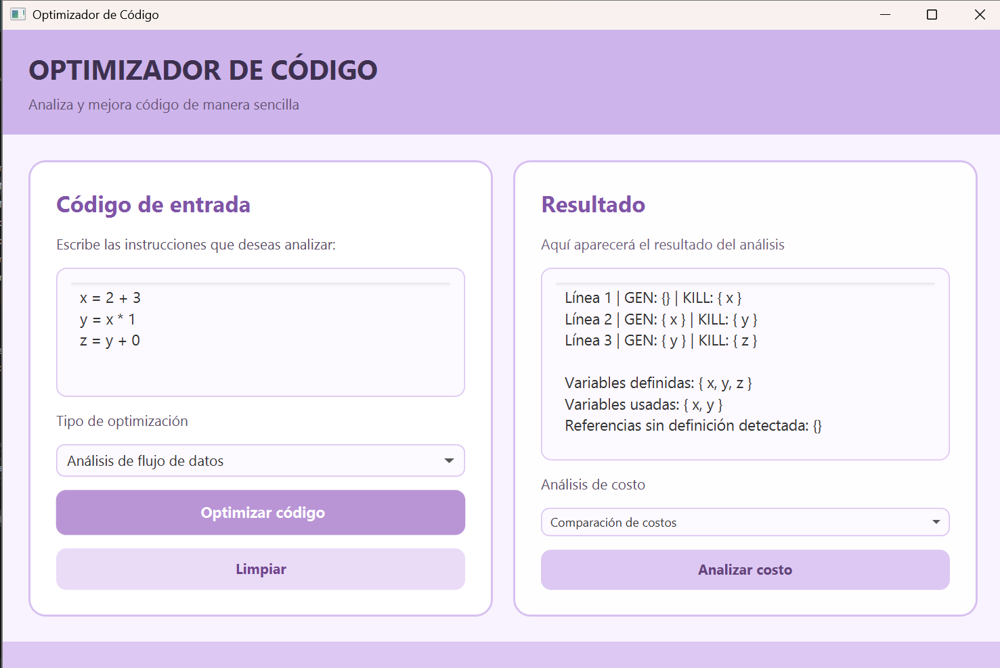 Optimizador de Código
OPTIMIZADOR DE CÓDIGO
Analiza y mejora código de manera sencilla
Código de entrada
Escribe las instrucciones que deseas analizar:
x = 2 + 3
y = x * 1
z = y + 0
Tipo de optimización
Análisis de flujo de datos
Optimizar código
Limpiar
Resultado
Aquí aparecerá el resultado del análisis
Línea 1 | GEN: {} | KILL: { x }
Línea 2 | GEN: { x } | KILL: { y }
Línea 3 | GEN: { y } | KILL: { z }
Variables definidas: { x, y, z }
Variables usadas: { x, y }
Referencias sin definición detectada: {}
Análisis de costo
Comparación de costos
Analizar costo